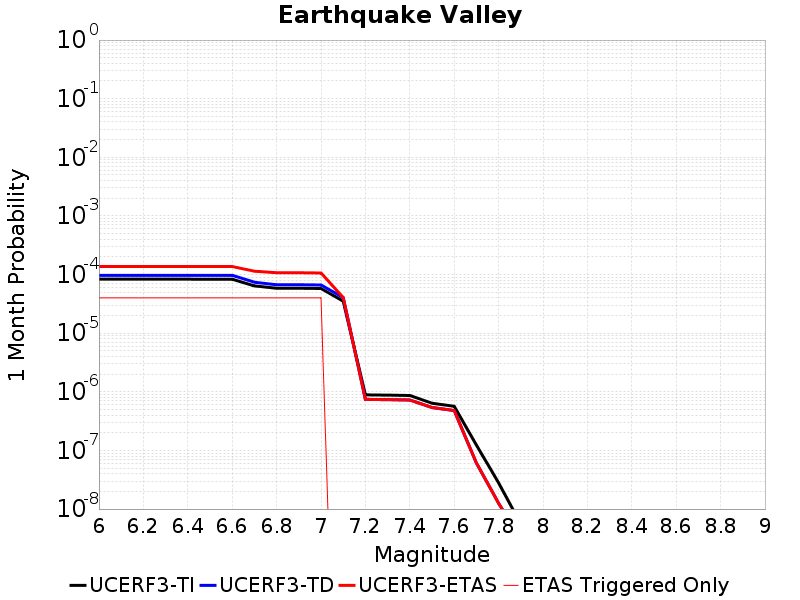 Earthquake Valley
1 Month Probability
10^0
10^-1
10^-2
10^-3
10^-4
10^-5
10^-6
10^-7
10^-8
6 6.2 6.4 6.6 6.8 7 7.2 7.4 7.6 7.8 8 8.2 8.4 8.6 8.8 9
Magnitude
UCERF3-TI UCERF3-TD UCERF3-ETAS ETAS Triggered Only